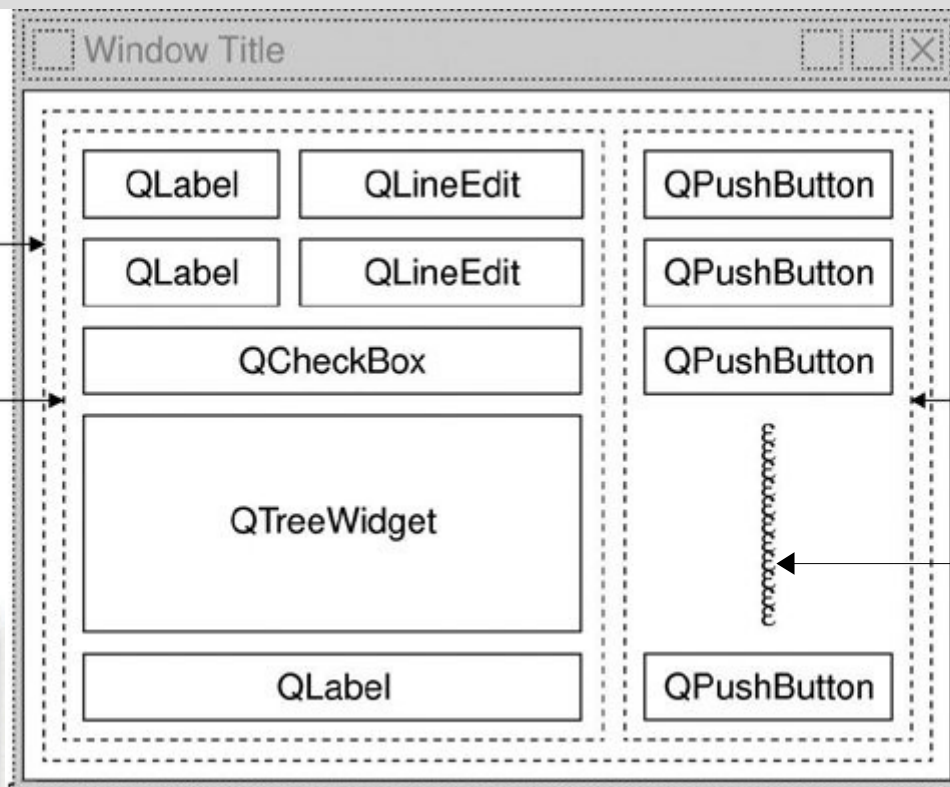 Window Title
QLabel QLineEdit QPushButton
QLabel QLineEdit QPushButton
QCheckBox QPushButton
QTreeWidget
QLabel QPushButton